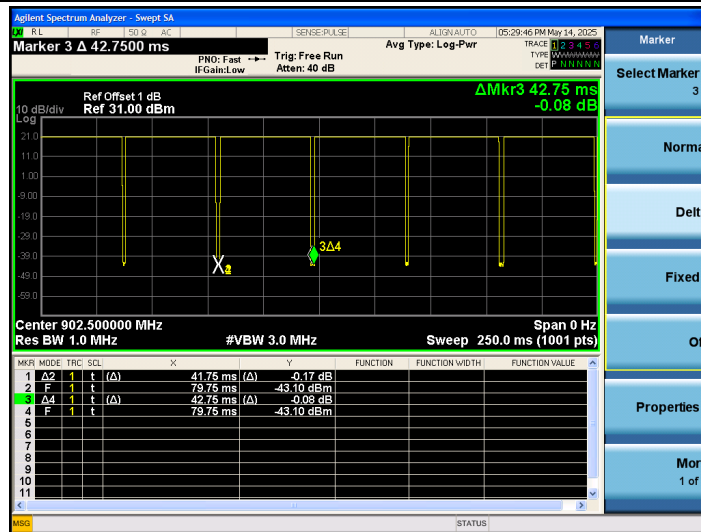 Agilent Spectrum Analyzer - Swept SA
RL RF 50 Ω AC SENSE:PULSE ALIGNAUTO 05:29:46 PM May 14, 2025
Marker 3 Δ 42.7500 ms
PNO: Fast Trig: Free Run Avg Type: Log-Pwr TRACE 1 2 3 4 5 6
TYPE WWWWWWW
IFGain:Low Atten: 40 dB DET P N N N N N
ΔMkr3 42.75 ms
-0.08 dB
Ref Offset 1 dB
10 dB/div Ref 31.00 dBm
Log
21.0
11.0
1.00
-9.00
-19.0
-29.0
-39.0
-49.0
-59.0
3Δ4
Center 902.500000 MHz Span 0 Hz
Res BW 1.0 MHz #VBW 3.0 MHz Sweep 250.0 ms (1001 pts)
MKR MODE TRC SCL X Y FUNCTION FUNCTION WIDTH FUNCTION VALUE
1 Δ2 1 t (Δ) 41.75 ms (Δ) -0.17 dB
2 F 1 t 79.75 ms -43.10 dBm
3 Δ4 1 t (Δ) 42.75 ms (Δ) -0.08 dB
4 F 1 t 79.75 ms -43.10 dBm
5
6
7
8
9
10
11
MSG STATUS
Marker
Select Marker
3
Norma
Delt
Fixed
Of
Properties
Mor
1 of